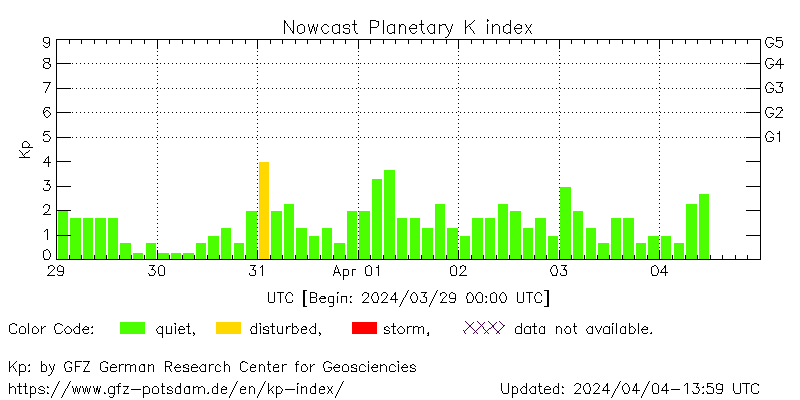 Nowcast Planetary K index
9 G5
8 G4
7 G3
6 G2
5 G1
Kp
4
3
2
1
0
29 30 31 Apr 01 02 03 04
UTC [Begin: 2024/03/29 00:00 UTC]
Color Code: quiet, disturbed, storm, data not available.
Kp: by GFZ German Research Center for Geosciencies
https://www.gfz-potsdam.de/en/kp-index/ Updated: 2024/04/04-13:59 UTC